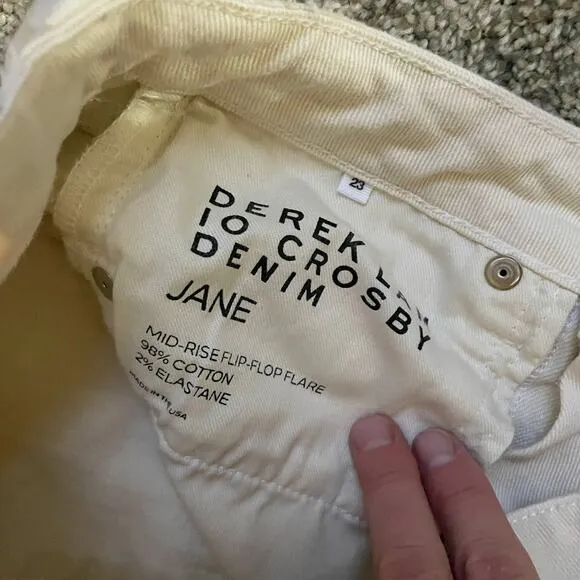 23
DEREK LAM
10 CROSBY
DENIM
JANE
MID-RISE FLIP-FLOP FLARE
98% COTTON
2% ELASTANE
MADE IN THE
USA